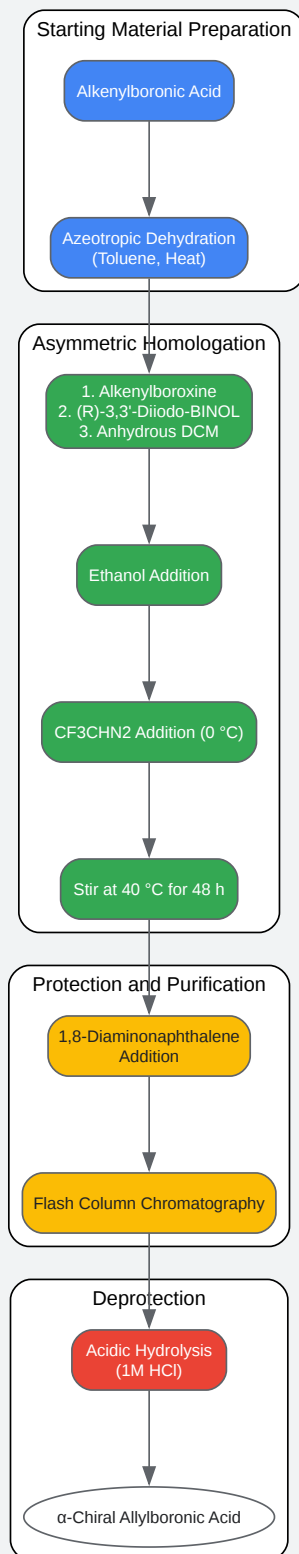 Starting Material Preparation
Alkenylboronic Acid
Azeotropic Dehydration
(Toluene, Heat)
Asymmetric Homologation
1. Alkenylboroxine
2. (R)-3,3'-Diiodo-BINOL
3. Anhydrous DCM
Ethanol Addition
CF3CHN2 Addition (0 °C)
Stir at 40 °C for 48 h
Protection and Purification
1,8-Diaminonaphthalene
Addition
Flash Column Chromatography
Deprotection
Acidic Hydrolysis
(1M HCl)
α-Chiral Allylboronic Acid